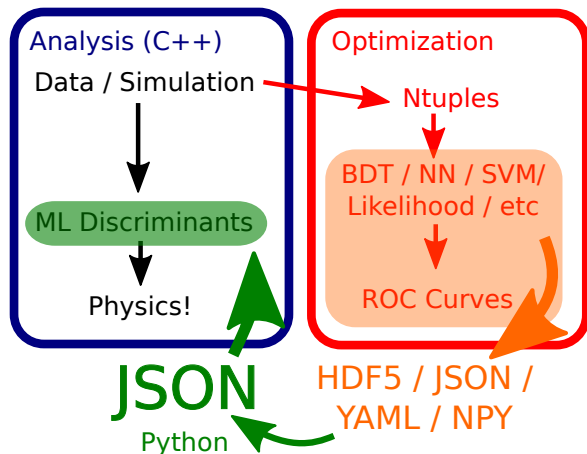 Analysis (C++)
Data / Simulation
ML Discriminants
Physics!
Optimization
Ntuples
BDT / NN / SVM/
Likelihood / etc
ROC Curves
HDF5 / JSON /
YAML / NPY
JSON
Python